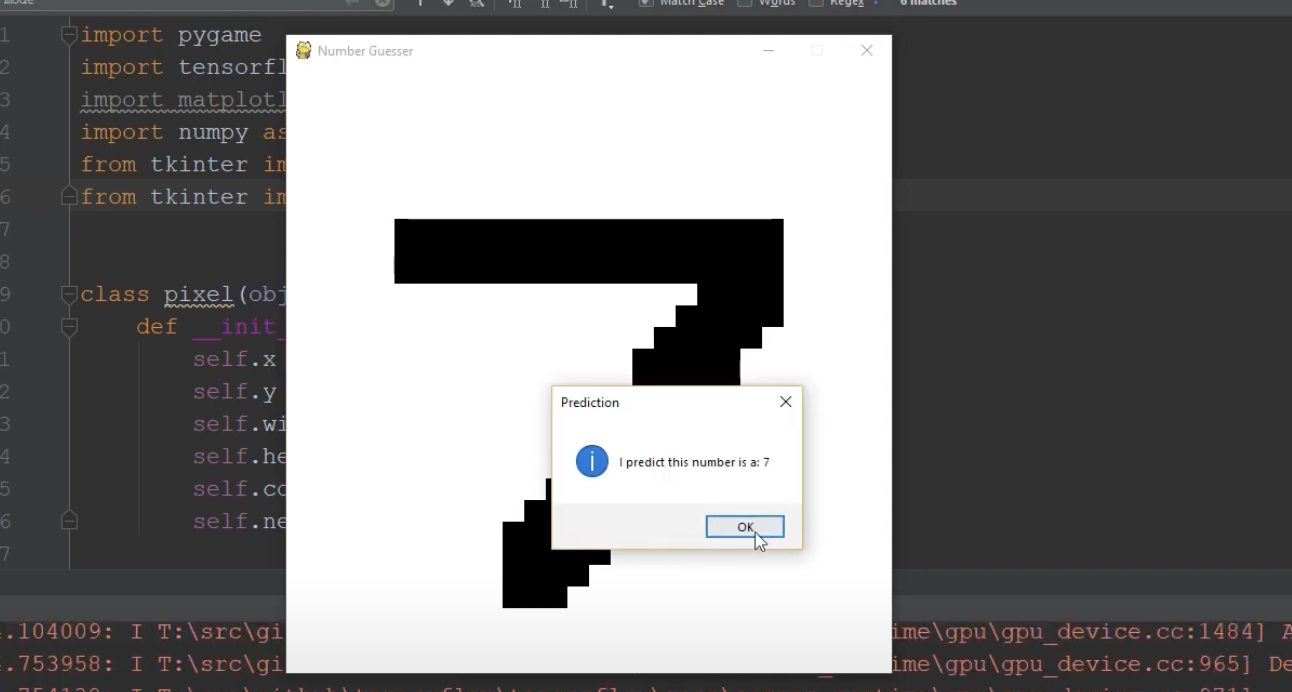 Match Case Words Regex 6 matches
1 import pygame
2 import tensorfl
3 import matplotl
4 import numpy as
5 from tkinter im
6 from tkinter im
7
8
9 class pixel(obj
0 def __init_
1 self.x
2 self.y
3 self.wi
4 self.he
5 self.co
6 self.ne
7
Number Guesser
7
Prediction
I predict this number is a: 7
OK
.104009: I T:\src\gi ime\gpu\gpu_device.cc:1484] A
.753958: I T:\src\gi ime\gpu\gpu_device.cc:965] De